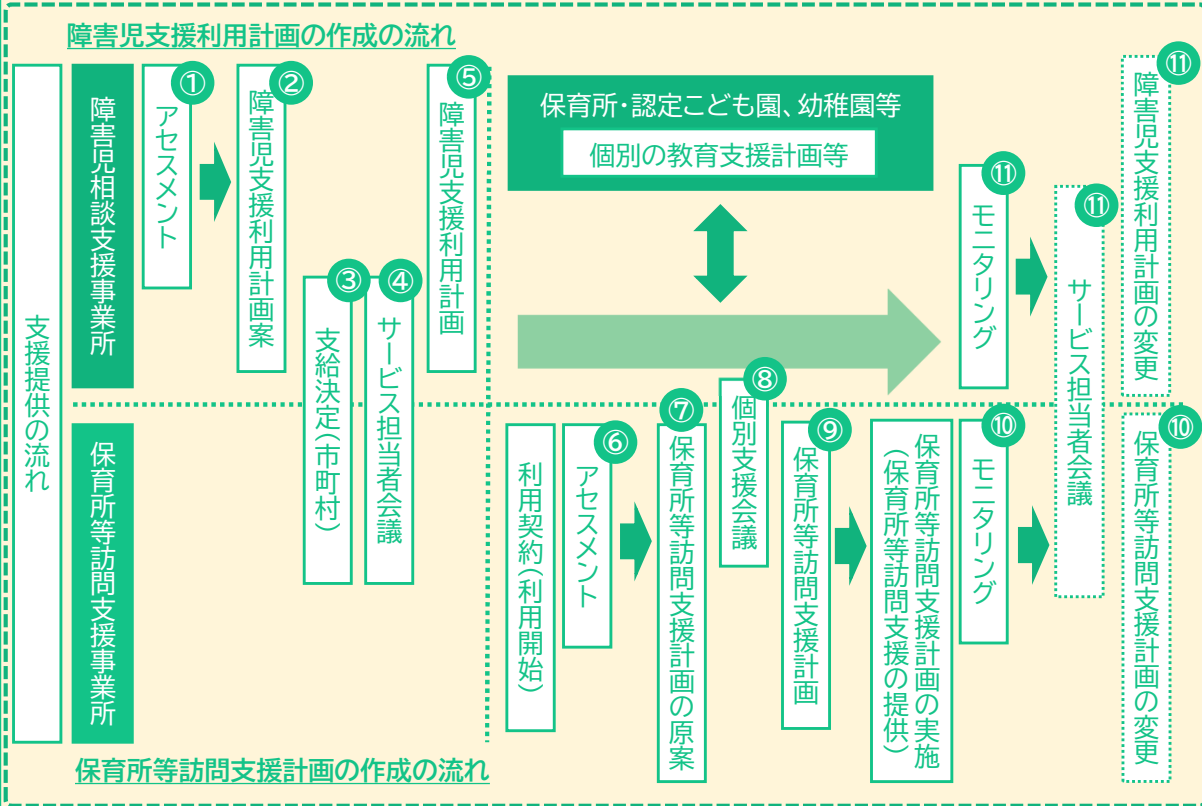 障害児支援利用計画の作成の流れ
支援提供の流れ
障害児相談支援事業所
①
アセスメント
②
障害児支援利用計画案
③
支給決定(市町村)
④
サービス担当者会議
⑤
障害児支援利用計画
保育所・認定こども園、幼稚園等
個別の教育支援計画等
⑪
モニタリング
⑪
サービス担当者会議
⑪
障害児支援利用計画の変更
保育所等訪問支援事業所
利用契約(利用開始)
⑥
アセスメント
⑦
保育所等訪問支援計画の原案
⑧
個別支援会議
⑨
保育所等訪問支援計画
保育所等訪問支援計画の実施
(保育所等訪問支援の提供)
⑩
モニタリング
⑩
保育所等訪問支援計画の変更
保育所等訪問支援計画の作成の流れ